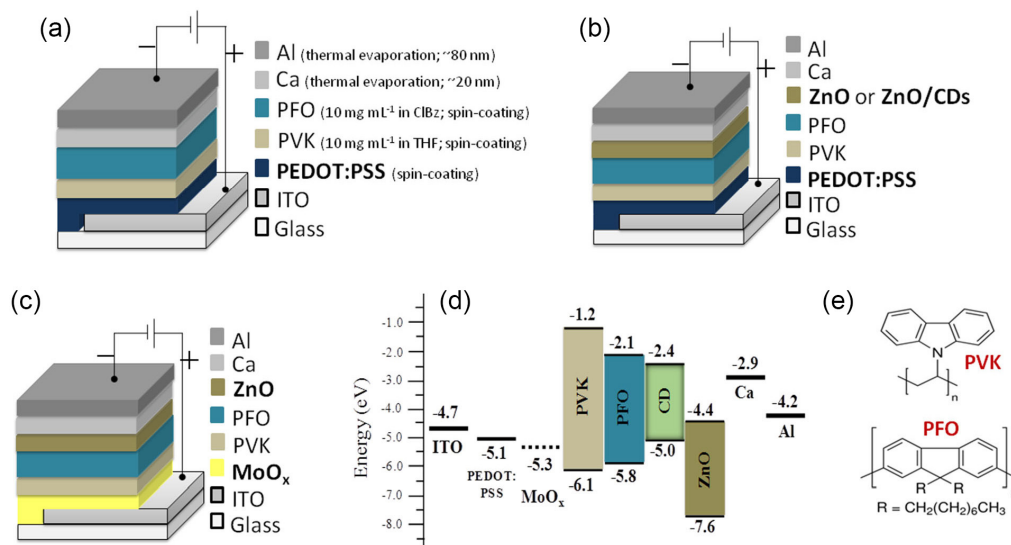 (a)
−
+
Al (thermal evaporation; ~80 nm)
Ca (thermal evaporation; ~20 nm)
PFO (10 mg mL⁻¹ in ClBz; spin-coating)
PVK (10 mg mL⁻¹ in THF; spin-coating)
PEDOT:PSS (spin-coating)
ITO
Glass
(b)
−
+
Al
Ca
ZnO or ZnO/CDs
PFO
PVK
PEDOT:PSS
ITO
Glass
(c)
−
+
Al
Ca
ZnO
PFO
PVK
MoOₓ
ITO
Glass
(d)
Energy (eV)
-1.0
-2.0
-3.0
-4.0
-5.0
-6.0
-7.0
-8.0
-4.7
ITO
-5.1
PEDOT:
PSS
-5.3
MoOₓ
-1.2
PVK
-6.1
-2.1
PFO
-5.8
-2.4
CD
-5.0
-4.4
ZnO
-7.6
-2.9
Ca
-4.2
Al
(e)
N
PVK
n
PFO
R R
n
R = CH₂(CH₂)₆CH₃